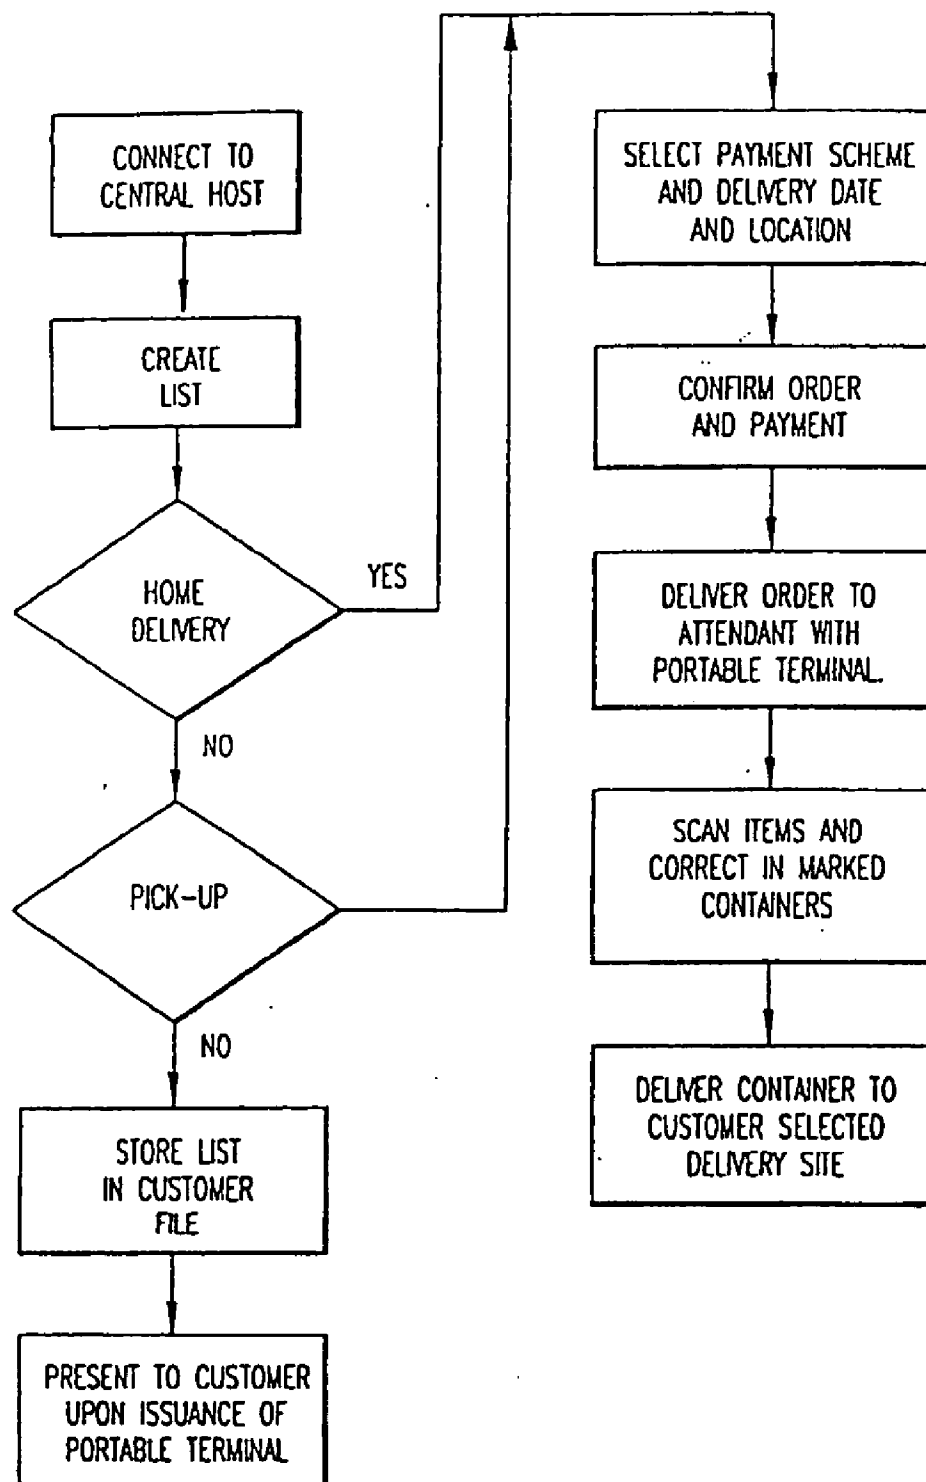 CONNECT TO
CENTRAL HOST
CREATE
LIST
HOME
DELIVERY
YES
NO
PICK-UP
NO
STORE LIST
IN CUSTOMER
FILE
PRESENT TO CUSTOMER
UPON ISSUANCE OF
PORTABLE TERMINAL
SELECT PAYMENT SCHEME
AND DELIVERY DATE
AND LOCATION
CONFIRM ORDER
AND PAYMENT
DELIVER ORDER TO
ATTENDANT WITH
PORTABLE TERMINAL.
SCAN ITEMS AND
CORRECT IN MARKED
CONTAINERS
DELIVER CONTAINER TO
CUSTOMER SELECTED
DELIVERY SITE